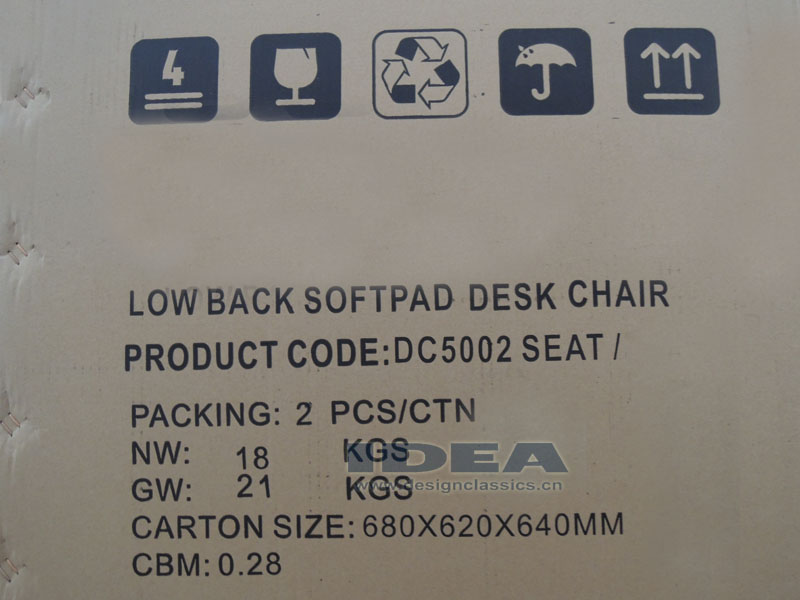 4
LOW BACK SOFTPAD DESK CHAIR
PRODUCT CODE:DC5002 SEAT /
PACKING: 2 PCS/CTN
NW: 18 KGS
IDEA
GW: 21 KGS
www.designclassics.cn
CARTON SIZE: 680X620X640MM
CBM: 0.28